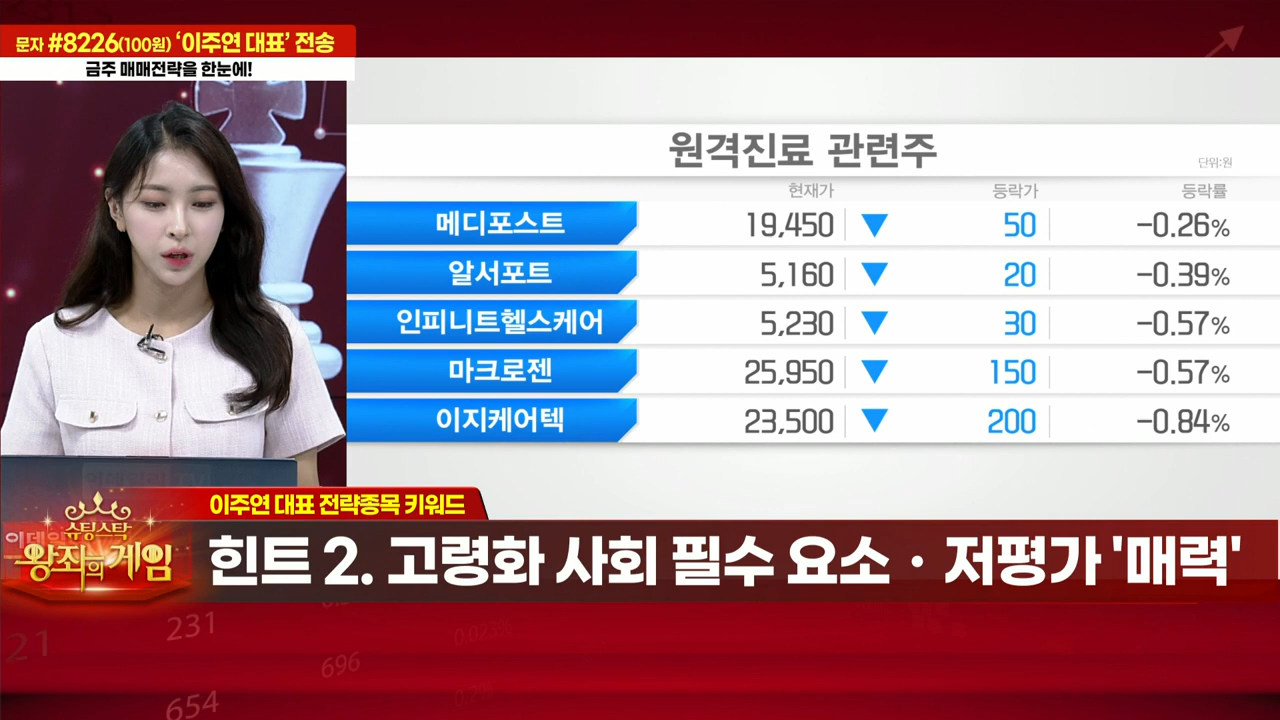 문자 #8226(100원) ‘이주연 대표’ 전송
금주 매매전략을 한눈에!
원격진료 관련주
단위:원
현재가 등락가 등락률
메디포스트 19,450 ▼ 50 -0.26%
알서포트 5,160 ▼ 20 -0.39%
인피니트헬스케어 5,230 ▼ 30 -0.57%
마크로젠 25,950 ▼ 150 -0.57%
이지케어텍 23,500 ▼ 200 -0.84%
이주연 대표 전략종목 키워드
슈팅스탁
왕좌의 게임
힌트 2. 고령화 사회 필수 요소 · 저평가 '매력'
21
231
696
654